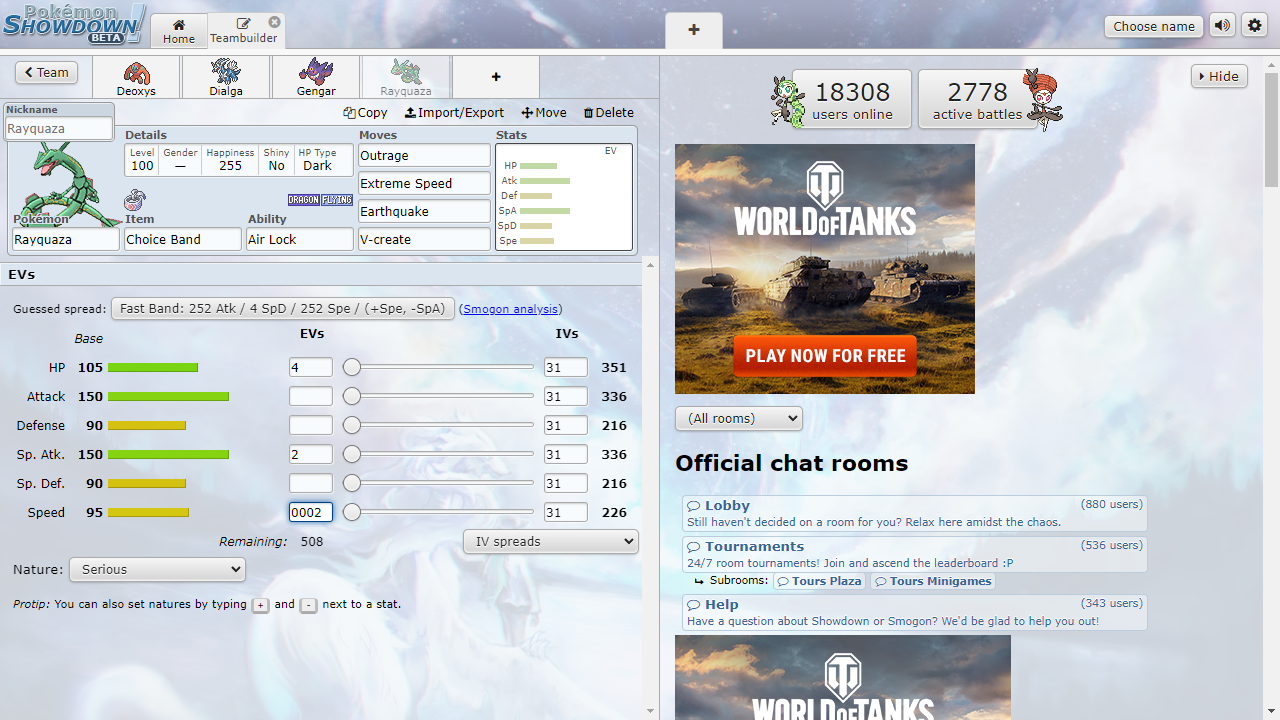 Pokémon
SHOWDOWN!
BETA
Home
Teambuilder
+
Choose name
Team
Deoxys
Dialga
Gengar
Rayquaza
+
Nickname
Rayquaza
Copy
Import/Export
Move
Delete
Details
Level
100
Gender
—
Happiness
255
Shiny
No
HP Type
Dark
DRAGON FLYING
Pokémon
Rayquaza
Item
Choice Band
Ability
Air Lock
Moves
Outrage
Extreme Speed
Earthquake
V-create
Stats
EV
HP
Atk
Def
SpA
SpD
Spe
EVs
Guessed spread: Fast Band: 252 Atk / 4 SpD / 252 Spe / (+Spe, -SpA) (Smogon analysis)
Base EVs IVs
HP 105 4 31 351
Attack 150 31 336
Defense 90 31 216
Sp. Atk. 150 2 31 336
Sp. Def. 90 31 216
Speed 95 0002 31 226
Remaining: 508 IV spreads
Nature: Serious
Protip: You can also set natures by typing + and - next to a stat.
18308
users online
2778
active battles
Hide
WORLD OF TANKS
PLAY NOW FOR FREE
(All rooms)
Official chat rooms
Lobby (880 users)
Still haven't decided on a room for you? Relax here amidst the chaos.
Tournaments (536 users)
24/7 room tournaments! Join and ascend the leaderboard :P
Subrooms: Tours Plaza Tours Minigames
Help (343 users)
Have a question about Showdown or Smogon? We'd be glad to help you out!
WORLD OF TANKS